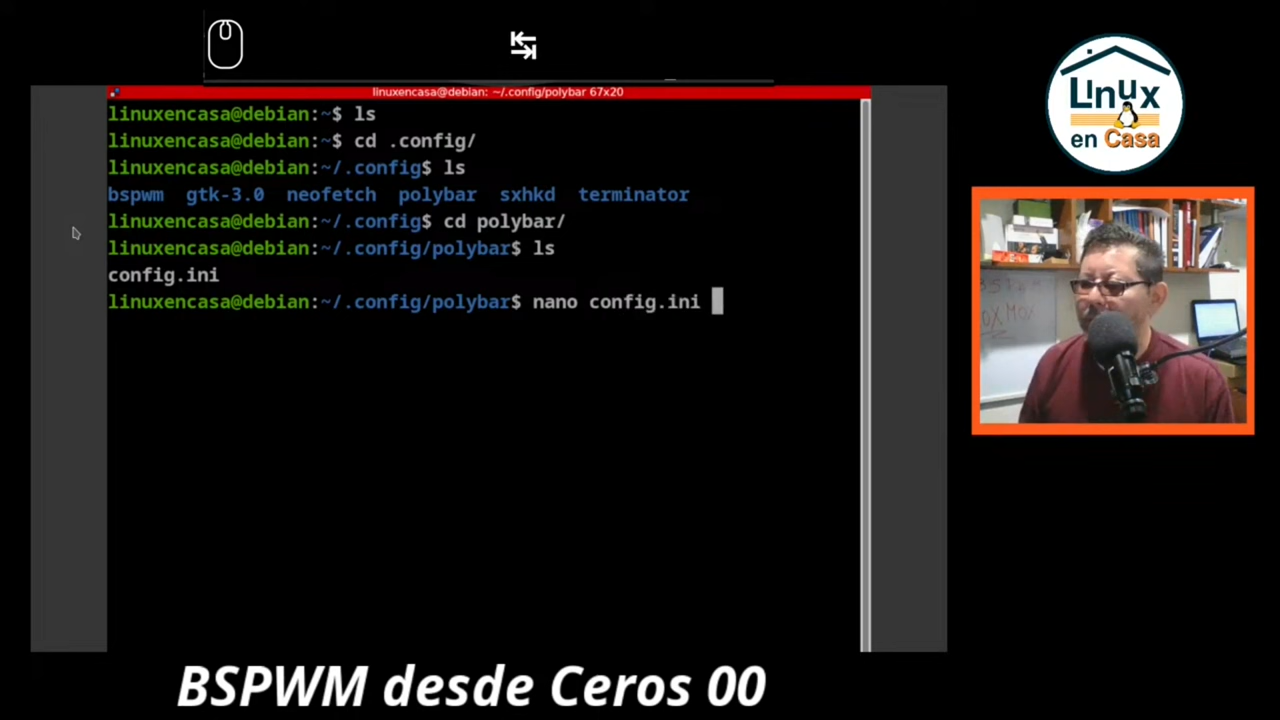 linuxencasa@debian: ~/.config/polybar 67x20
linuxencasa@debian:~$ ls
linuxencasa@debian:~$ cd .config/
linuxencasa@debian:~/.config$ ls
bspwm gtk-3.0 neofetch polybar sxhkd terminator
linuxencasa@debian:~/.config$ cd polybar/
linuxencasa@debian:~/.config/polybar$ ls
config.ini
linuxencasa@debian:~/.config/polybar$ nano config.ini
Linux
en Casa
BSPWM desde Ceros 00